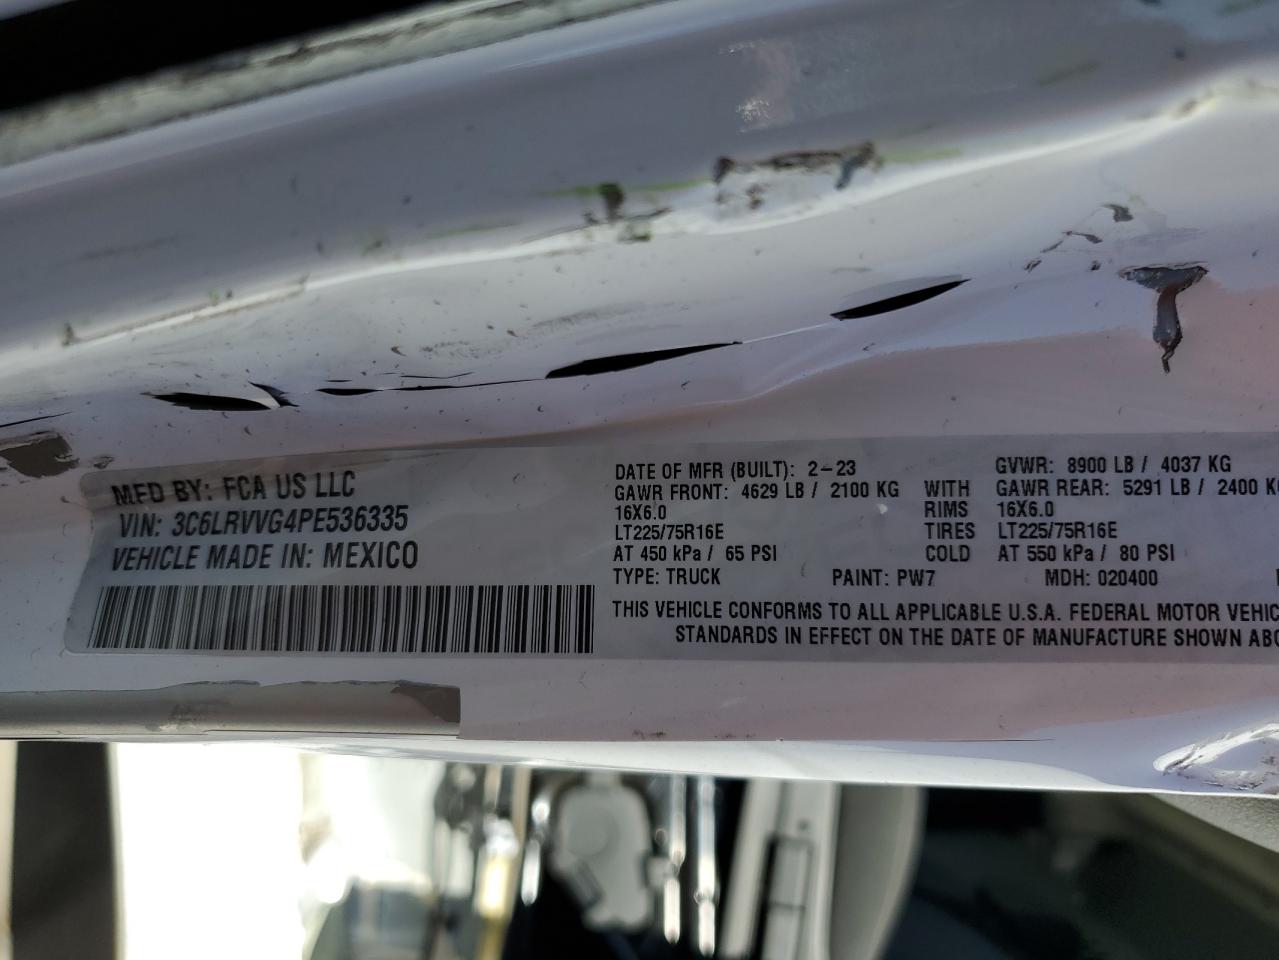 MFD BY: FCA US LLC
VIN: 3C6LRVVG4PE536335
VEHICLE MADE IN: MEXICO
DATE OF MFR (BUILT): 2-23 GVWR: 8900 LB / 4037 KG
GAWR FRONT: 4629 LB / 2100 KG WITH GAWR REAR: 5291 LB / 2400 KG
16X6.0 RIMS 16X6.0
LT225/75R16E TIRES LT225/75R16E
AT 450 kPa / 65 PSI COLD AT 550 kPa / 80 PSI
TYPE: TRUCK PAINT: PW7 MDH: 020400
THIS VEHICLE CONFORMS TO ALL APPLICABLE U.S.A. FEDERAL MOTOR VEHIC
STANDARDS IN EFFECT ON THE DATE OF MANUFACTURE SHOWN ABO